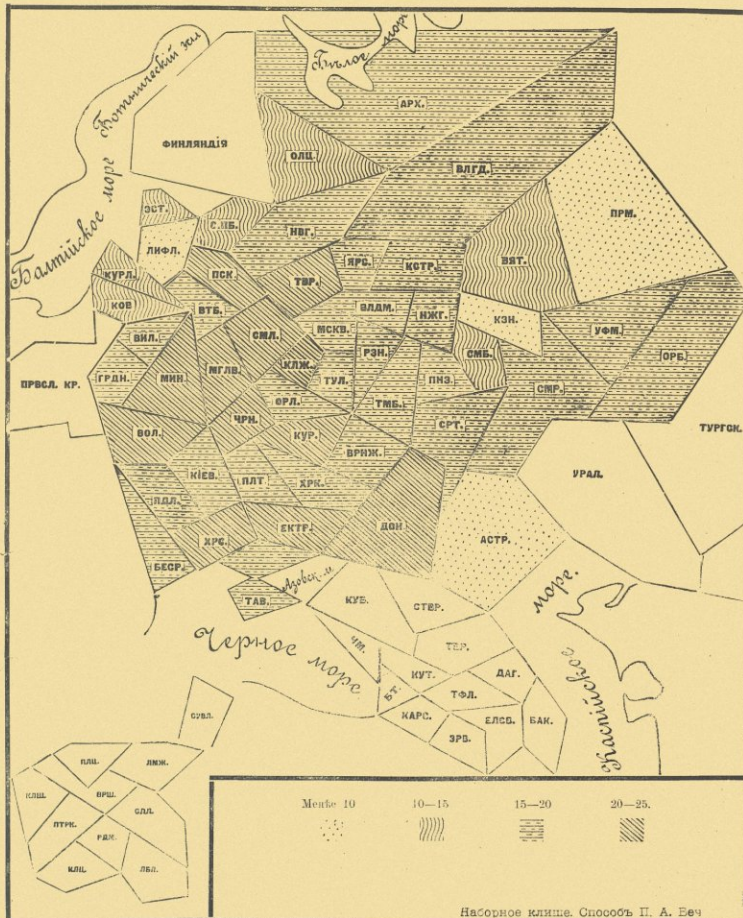 Ботнический зал
Бѣлое море
Балтійское море
АРХ.
ФИНЛЯНДІЯ
ОЛЦ.
ВЛГД.
ПРМ.
ЭСТ.
С.ПБ.
НВГ.
ЛИФЛ.
ЯРС.
КСТР.
ВЯТ.
КУРЛ.
ПСК.
ТВР.
КОВ
ВТБ.
ВЛДМ.
НЖГ.
КЗН.
УФМ.
ОРБ.
ВИЛ.
СМЛ.
МСКВ.
РЗН.
СМБ.
ПРВСЛ. КР.
ГРДН.
МИН.
МГЛВ.
КЛЖ.
ТУЛ.
ПНЗ.
СМР.
ОРЛ.
ТМБ.
ВОЛ.
ЧРН.
КУР.
СРТ.
ТУРГСК.
КІЕВ.
ПЛТ.
ХРК.
ВРНЖ.
УРАЛ.
ПДЛ.
ХРС.
ЕКТР.
ДОН
АСТР.
БЕСР.
Азовск. м.
ТАВ.
КУБ.
СТВР.
Черное море
Каспійское море.
ЧМ.
ТЕР.
КУТ.
ДАГ.
БТ.
ТФЛ.
КАРС.
ЭРВ.
ЕЛСВ.
БАК.
СУВЛ.
ПЛЦ.
ЛМЖ.
КЛШ.
ВРШ.
СДЛ.
ПТРК.
РДМ.
КЛЦ.
ЛБЛ.
Менѣе 10
10—15
15—20
20—25.
Наборное клише. Способъ П. А. Беч